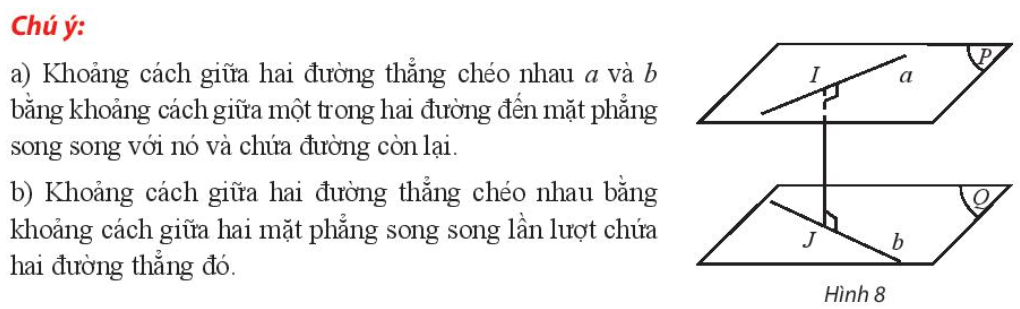 Chú ý:
a) Khoảng cách giữa hai đường thẳng chéo nhau a và b
bằng khoảng cách giữa một trong hai đường đến mặt phẳng
song song với nó và chứa đường còn lại.
b) Khoảng cách giữa hai đường thẳng chéo nhau bằng
khoảng cách giữa hai mặt phẳng song song lần lượt chứa
hai đường thẳng đó.
P
I
a
Q
J
b
Hình 8